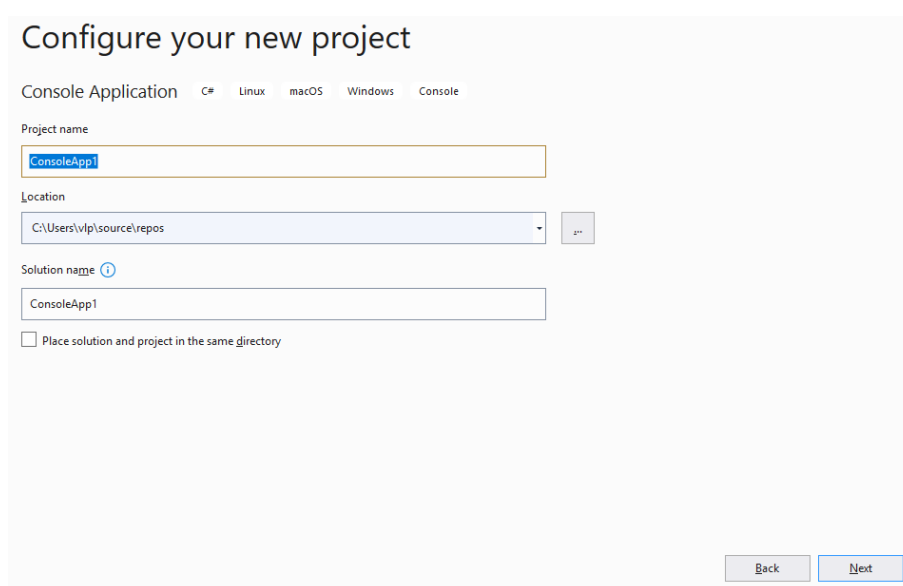 Configure your new project
Console Application C# Linux macOS Windows Console
Project name
ConsoleApp1
Location
C:\Users\vlp\source\repos
...
Solution name
ConsoleApp1
Place solution and project in the same directory
Back Next